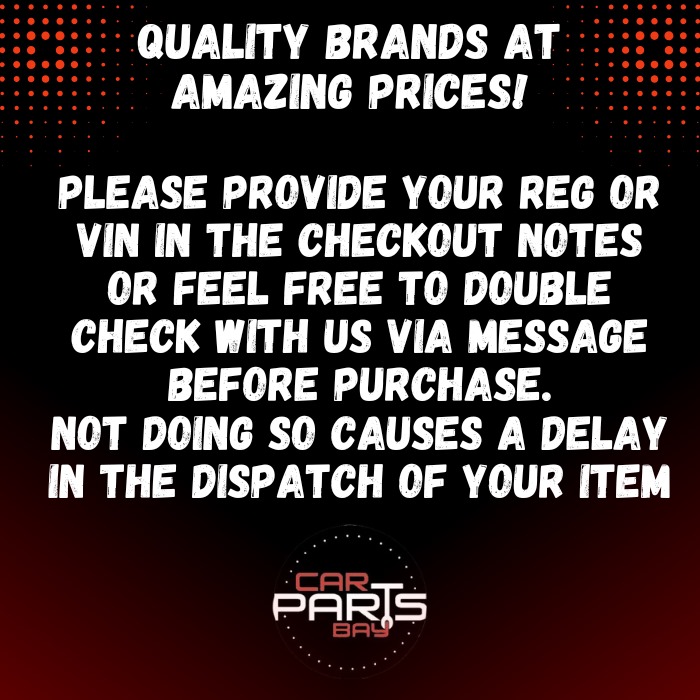 QUALITY BRANDS AT
AMAZING PRICES!
PLEASE PROVIDE YOUR REG OR
VIN IN THE CHECKOUT NOTES
OR FEEL FREE TO DOUBLE
CHECK WITH US VIA MESSAGE
BEFORE PURCHASE.
NOT DOING SO CAUSES A DELAY
IN THE DISPATCH OF YOUR ITEM
CAR
PARTS
BAY